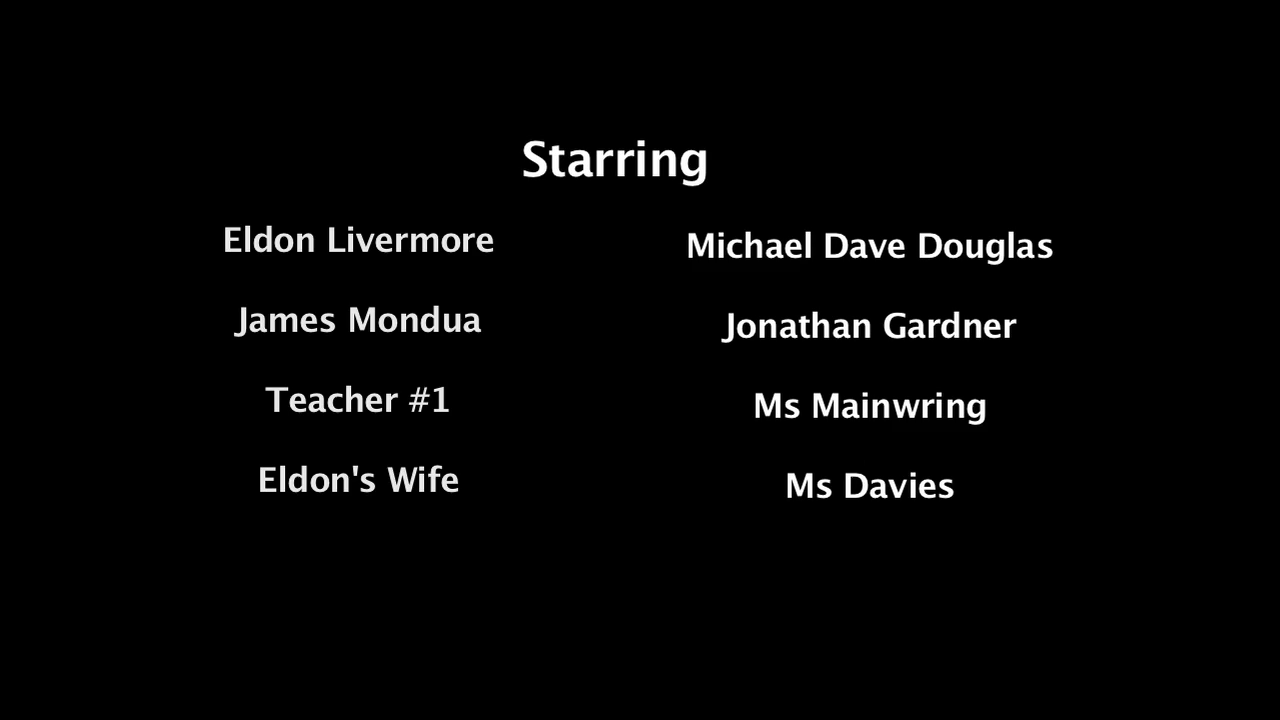 Starring
Eldon Livermore Michael Dave Douglas
James Mondua Jonathan Gardner
Teacher #1 Ms Mainwring
Eldon's Wife Ms Davies